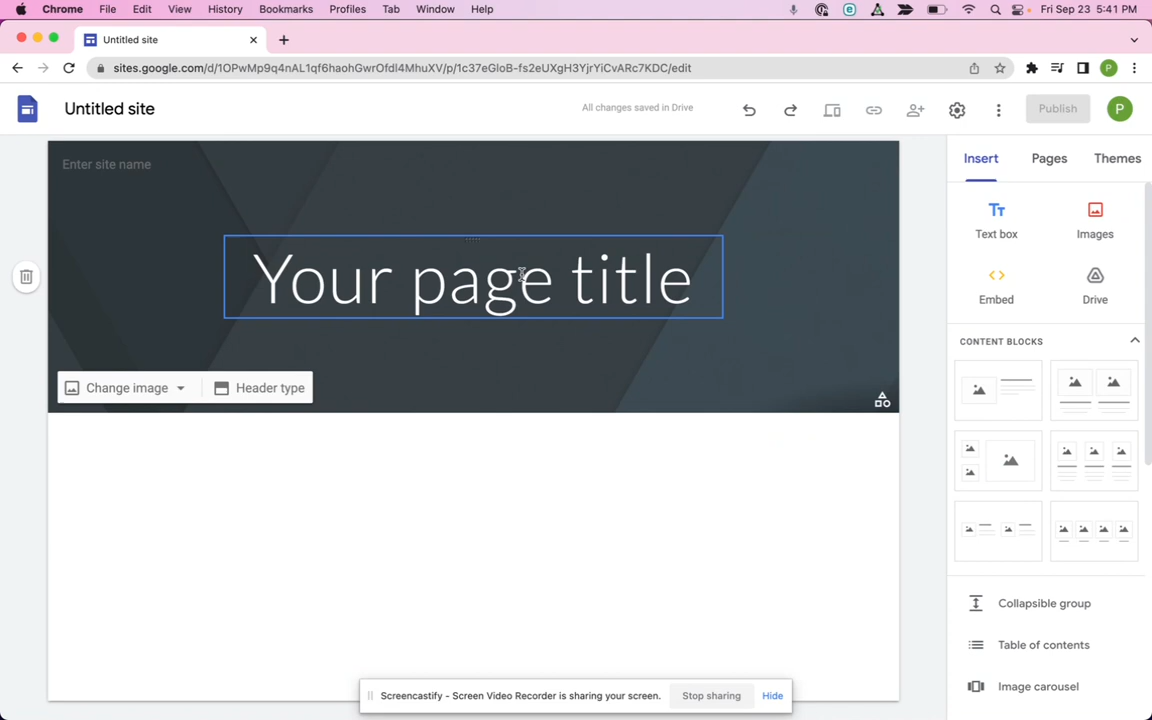 Chrome File Edit View History Bookmarks Profiles Tab Window Help Fri Sep 23 5:41 PM
Untitled site
sites.google.com/d/1OPwMp9q4nAL1qf6haohGwrOfdl4MhuXV/p/1c37eGloB-fs2eUXgH3YjrYiCvARc7KDC/edit P
Untitled site All changes saved in Drive Publish P
Enter site name
Your page title
Change image Header type
Insert Pages Themes
Tt
Text box Images
Embed Drive
CONTENT BLOCKS
Collapsible group
Table of contents
Image carousel
Screencastify - Screen Video Recorder is sharing your screen. Stop sharing Hide